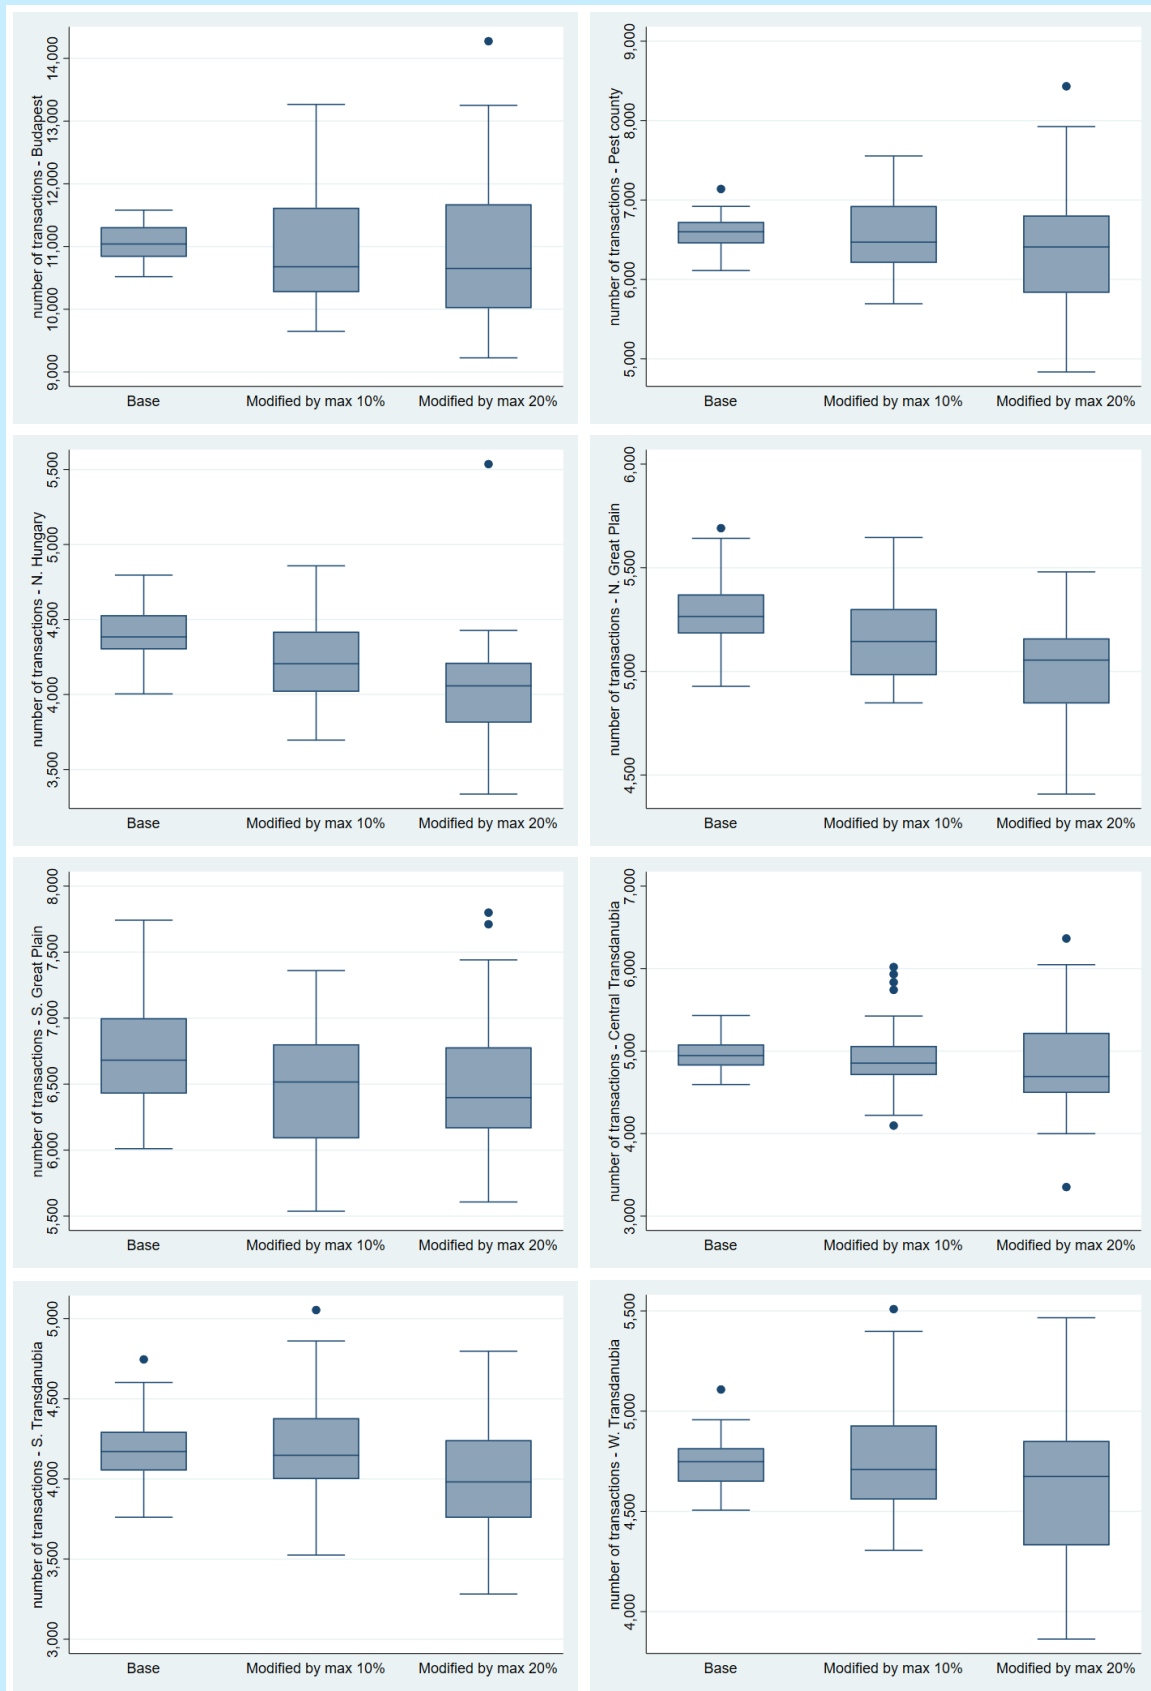 number of transactions - Budapest
14,000
13,000
12,000
11,000
10,000
9,000
Base
Modified by max 10%
Modified by max 20%
number of transactions - Pest county
9,000
8,000
7,000
6,000
5,000
Base
Modified by max 10%
Modified by max 20%
number of transactions - N. Hungary
5,500
5,000
4,500
4,000
3,500
Base
Modified by max 10%
Modified by max 20%
number of transactions - N. Great Plain
6,000
5,500
5,000
4,500
Base
Modified by max 10%
Modified by max 20%
number of transactions - S. Great Plain
8,000
7,500
7,000
6,500
6,000
5,500
Base
Modified by max 10%
Modified by max 20%
number of transactions - Central Transdanubia
7,000
6,000
5,000
4,000
3,000
Base
Modified by max 10%
Modified by max 20%
number of transactions - S. Transdanubia
5,000
4,500
4,000
3,500
3,000
Base
Modified by max 10%
Modified by max 20%
number of transactions - W. Transdanubia
5,500
5,000
4,500
4,000
Base
Modified by max 10%
Modified by max 20%